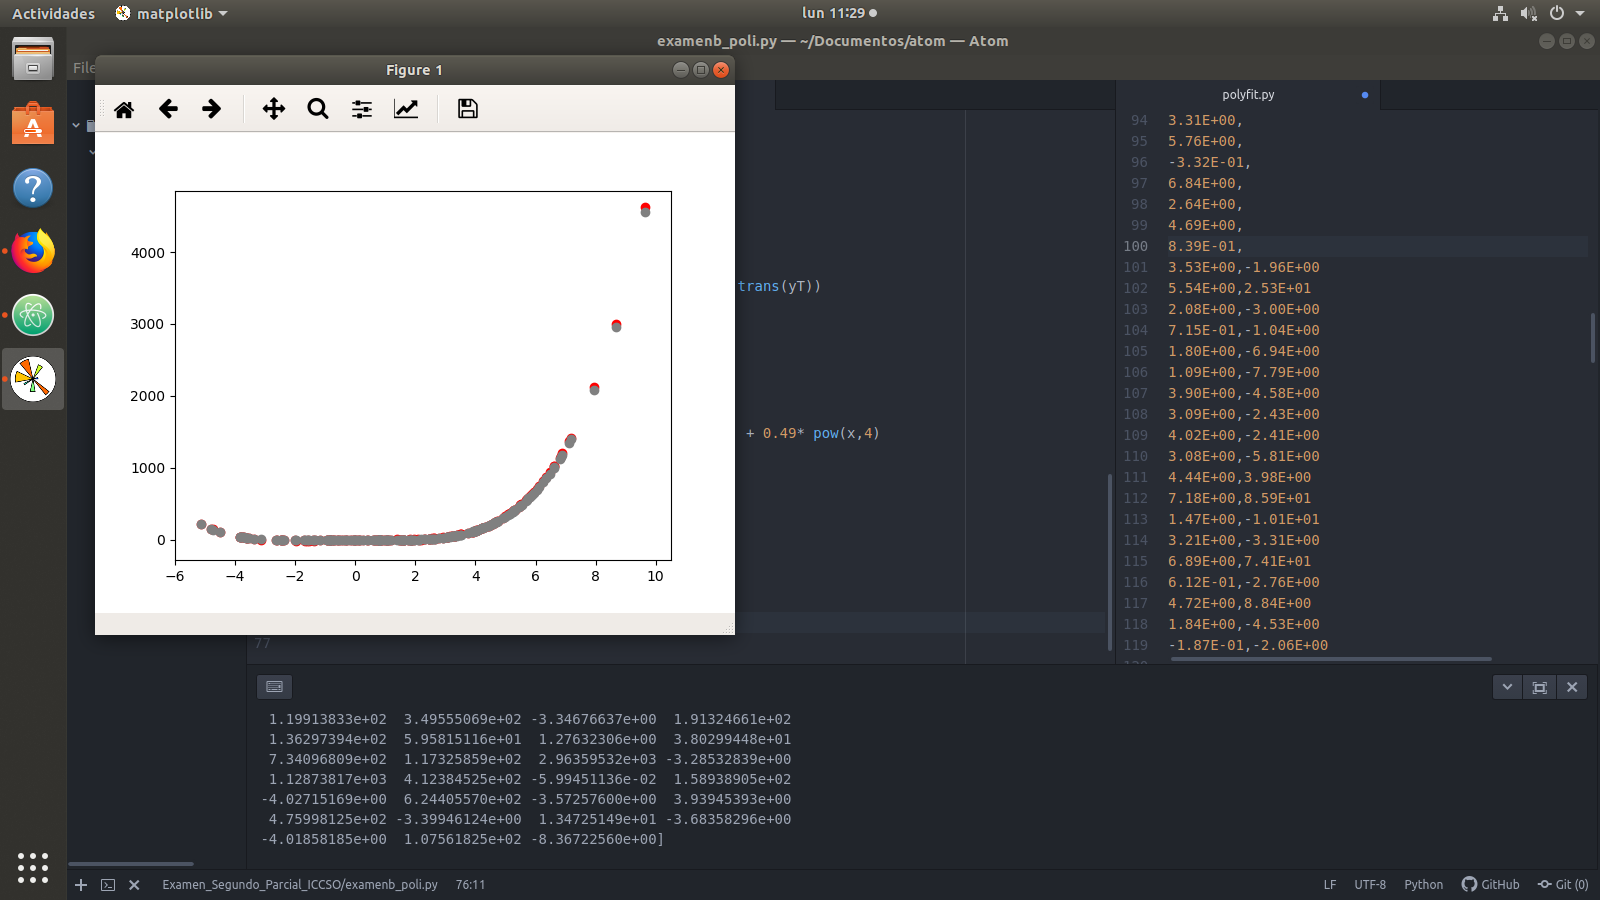 Actividades
matplotlib
lun 11:29
examenb_poli.py — ~/Documentos/atom — Atom
File
Figure 1
4000
3000
2000
1000
0
−6 −4 −2 0 2 4 6 8 10
trans(yT))
+ 0.49* pow(x,4)
77
polyfit.py
94 3.31E+00,
95 5.76E+00,
96 -3.32E-01,
97 6.84E+00,
98 2.64E+00,
99 4.69E+00,
100 8.39E-01,
101 3.53E+00,-1.96E+00
102 5.54E+00,2.53E+01
103 2.08E+00,-3.00E+00
104 7.15E-01,-1.04E+00
105 1.80E+00,-6.94E+00
106 1.09E+00,-7.79E+00
107 3.90E+00,-4.58E+00
108 3.09E+00,-2.43E+00
109 4.02E+00,-2.41E+00
110 3.08E+00,-5.81E+00
111 4.44E+00,3.98E+00
112 7.18E+00,8.59E+01
113 1.47E+00,-1.01E+01
114 3.21E+00,-3.31E+00
115 6.89E+00,7.41E+01
116 6.12E-01,-2.76E+00
117 4.72E+00,8.84E+00
118 1.84E+00,-4.53E+00
119 -1.87E-01,-2.06E+00
1.19913833e+02 3.49555069e+02 -3.34676637e+00 1.91324661e+02
1.36297394e+02 5.95815116e+01 1.27632306e+00 3.80299448e+01
7.34096809e+02 1.17325859e+02 2.96359532e+03 -3.28532839e+00
1.12873817e+03 4.12384525e+02 -5.99451136e-02 1.58938905e+02
-4.02715169e+00 6.24405570e+02 -3.57257600e+00 3.93945393e+00
4.75998125e+02 -3.39946124e+00 1.34725149e+01 -3.68358296e+00
-4.01858185e+00 1.07561825e+02 -8.36722560e+00]
Examen_Segundo_Parcial_ICCSO/examenb_poli.py 76:11
LF UTF-8 Python GitHub Git (0)